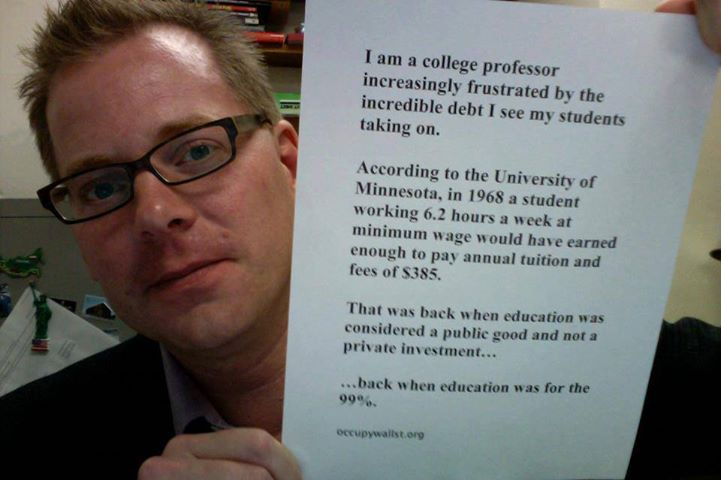 I am a college professor
increasingly frustrated by the
incredible debt I see my students
taking on.
According to the University of
Minnesota, in 1968 a student
working 6.2 hours a week at
minimum wage would have earned
enough to pay annual tuition and
fees of $385.
That was back when education was
considered a public good and not a
private investment…
…back when education was for the
99%.
occupywallst.org